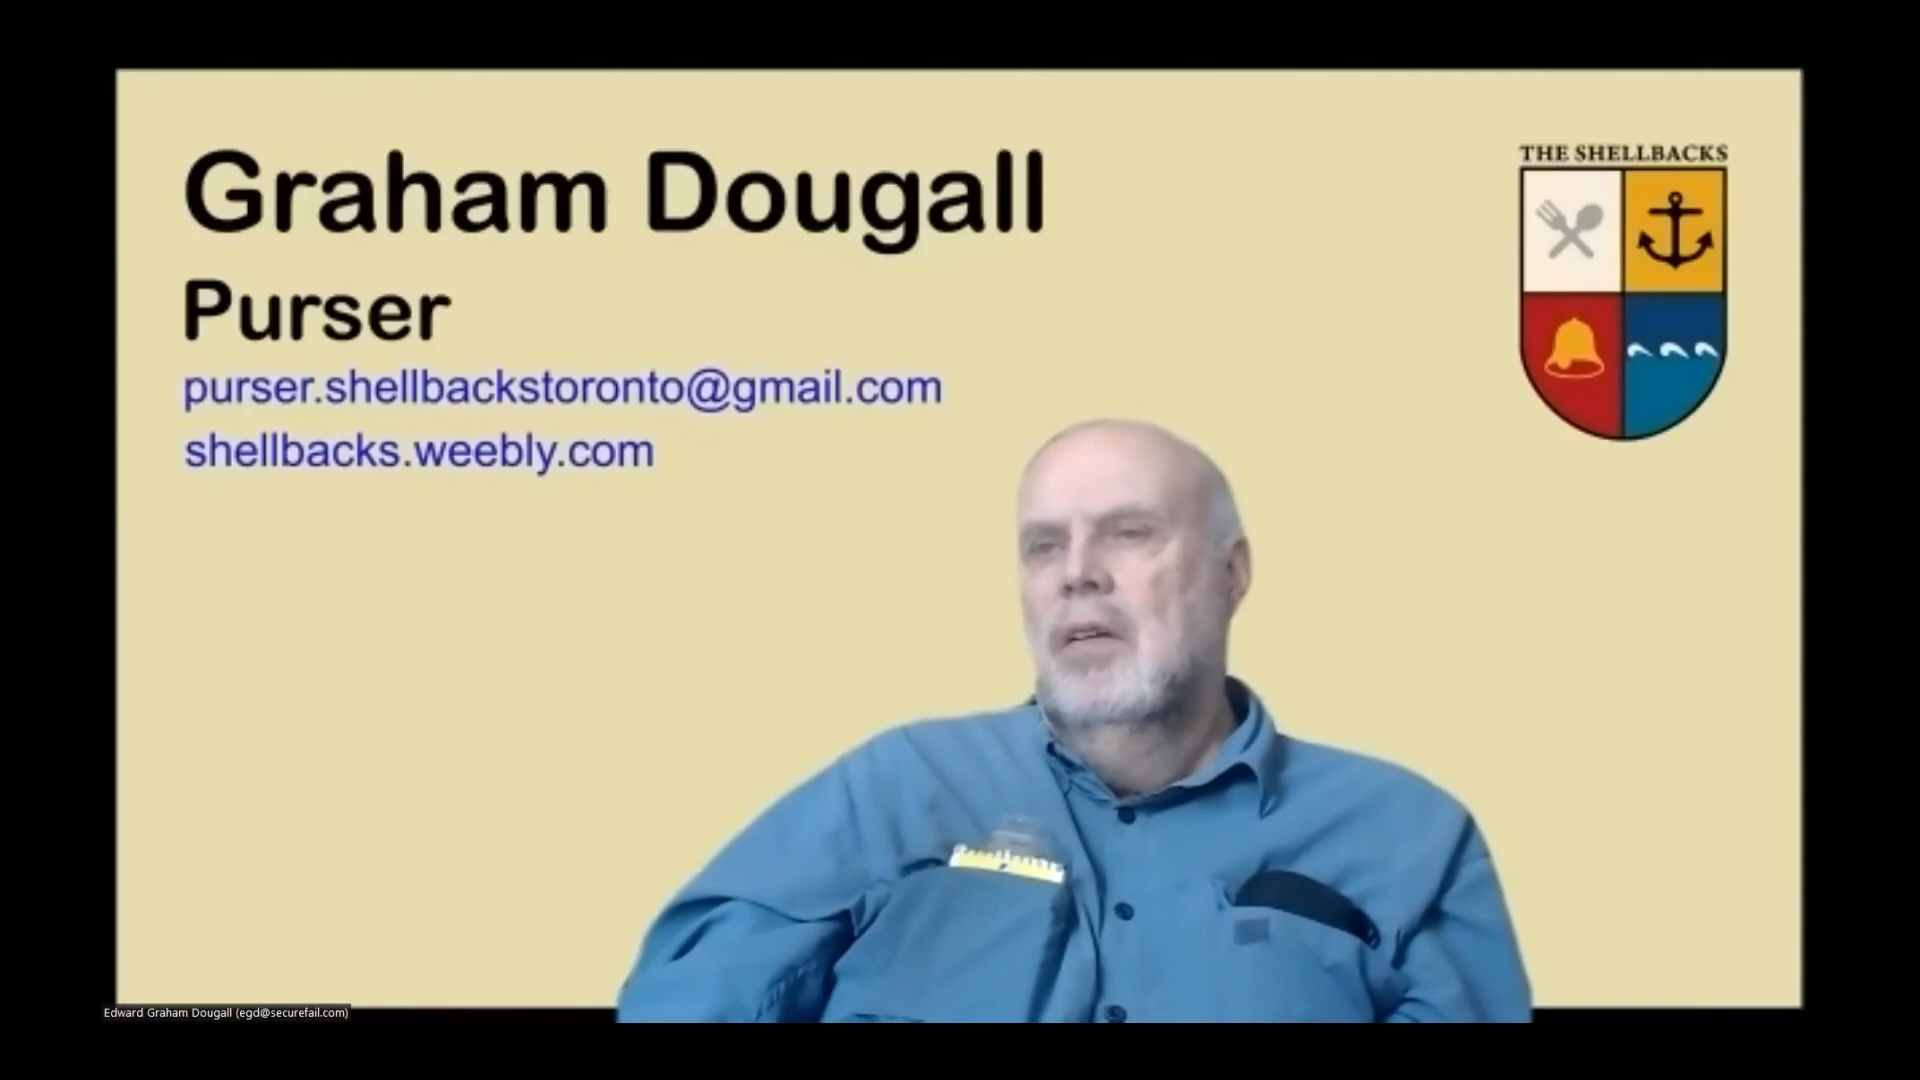 Graham Dougall
THE SHELLBACKS
Purser
purser.shellbackstoronto@gmail.com
shellbacks.weebly.com
Edward Graham Dougall (egd@securefail.com)